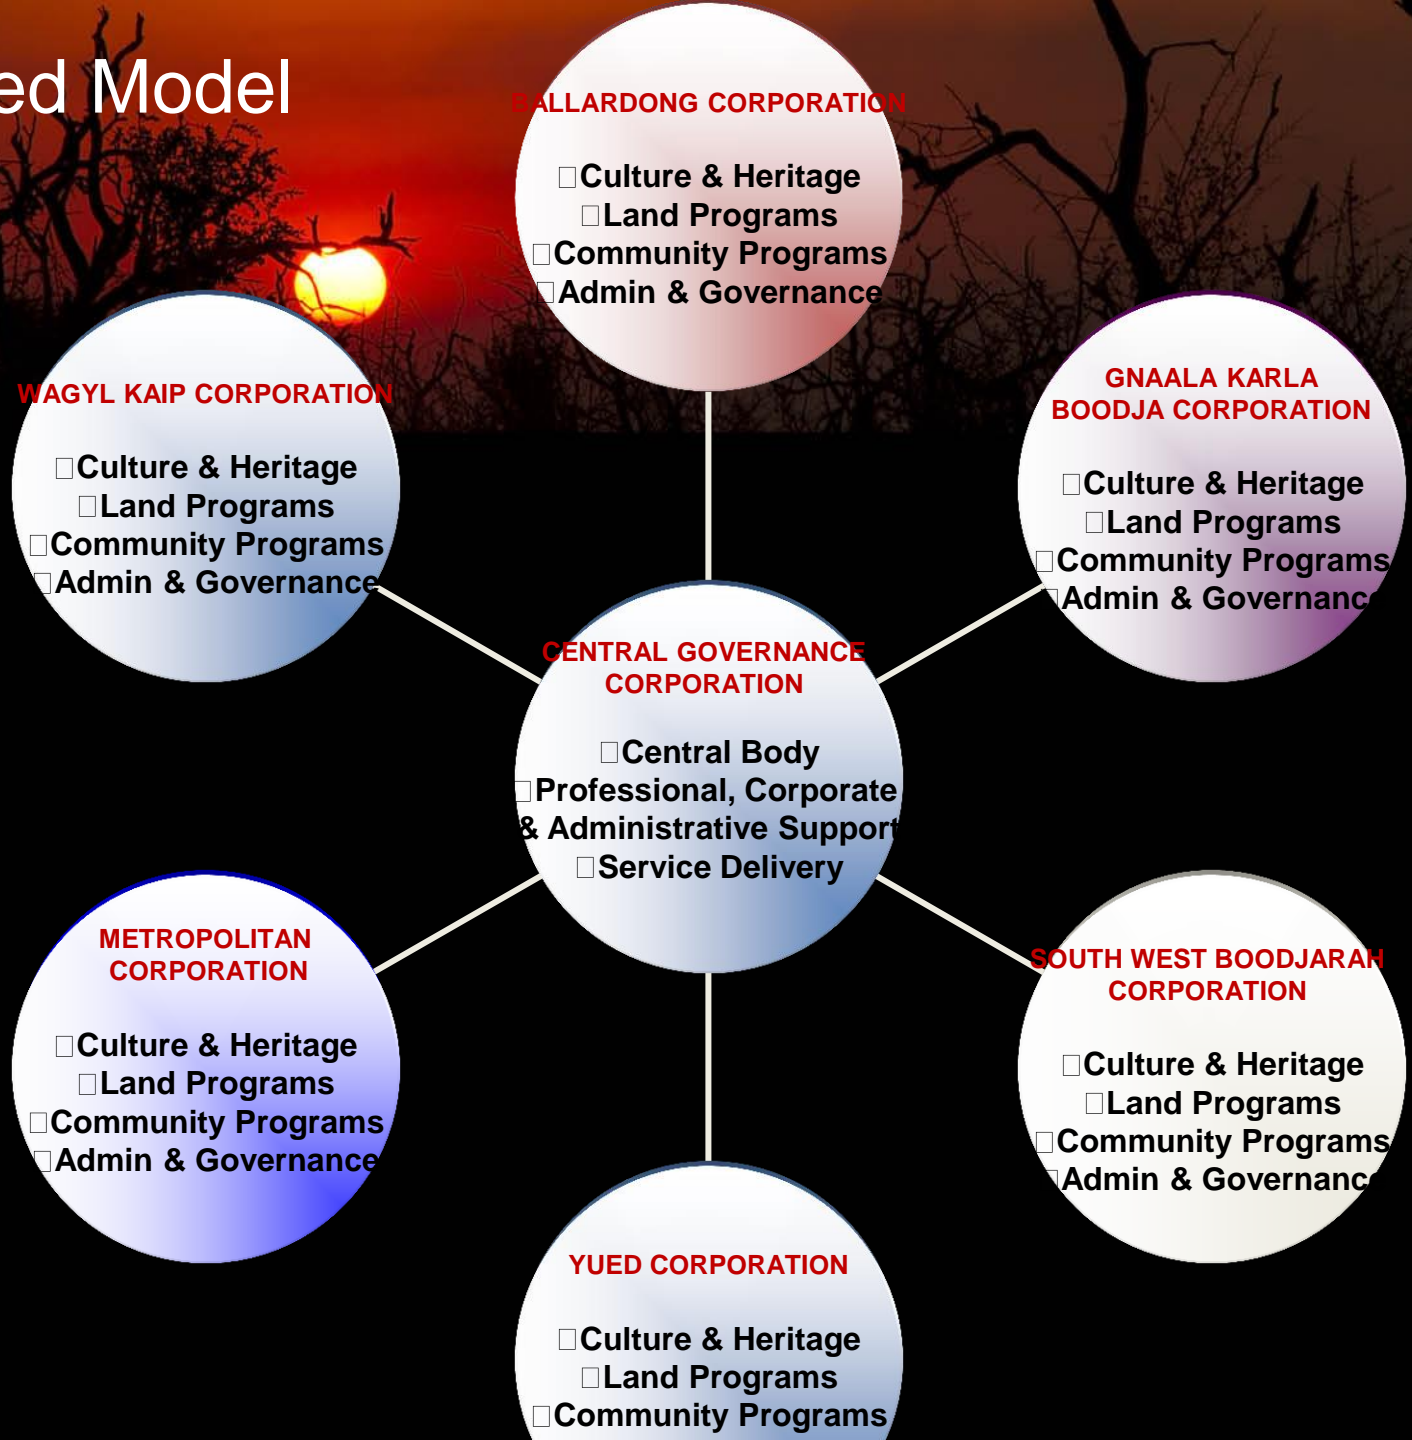 ed Model
BALLARDONG CORPORATION
Culture & Heritage
Land Programs
Community Programs
Admin & Governance
WAGYL KAIP CORPORATION
Culture & Heritage
Land Programs
Community Programs
Admin & Governance
GNAALA KARLA
BOODJA CORPORATION
Culture & Heritage
Land Programs
Community Programs
Admin & Governance
CENTRAL GOVERNANCE
CORPORATION
Central Body
Professional, Corporate
& Administrative Support
Service Delivery
METROPOLITAN
CORPORATION
Culture & Heritage
Land Programs
Community Programs
Admin & Governance
SOUTH WEST BOODJARAH
CORPORATION
Culture & Heritage
Land Programs
Community Programs
Admin & Governance
YUED CORPORATION
Culture & Heritage
Land Programs
Community Programs